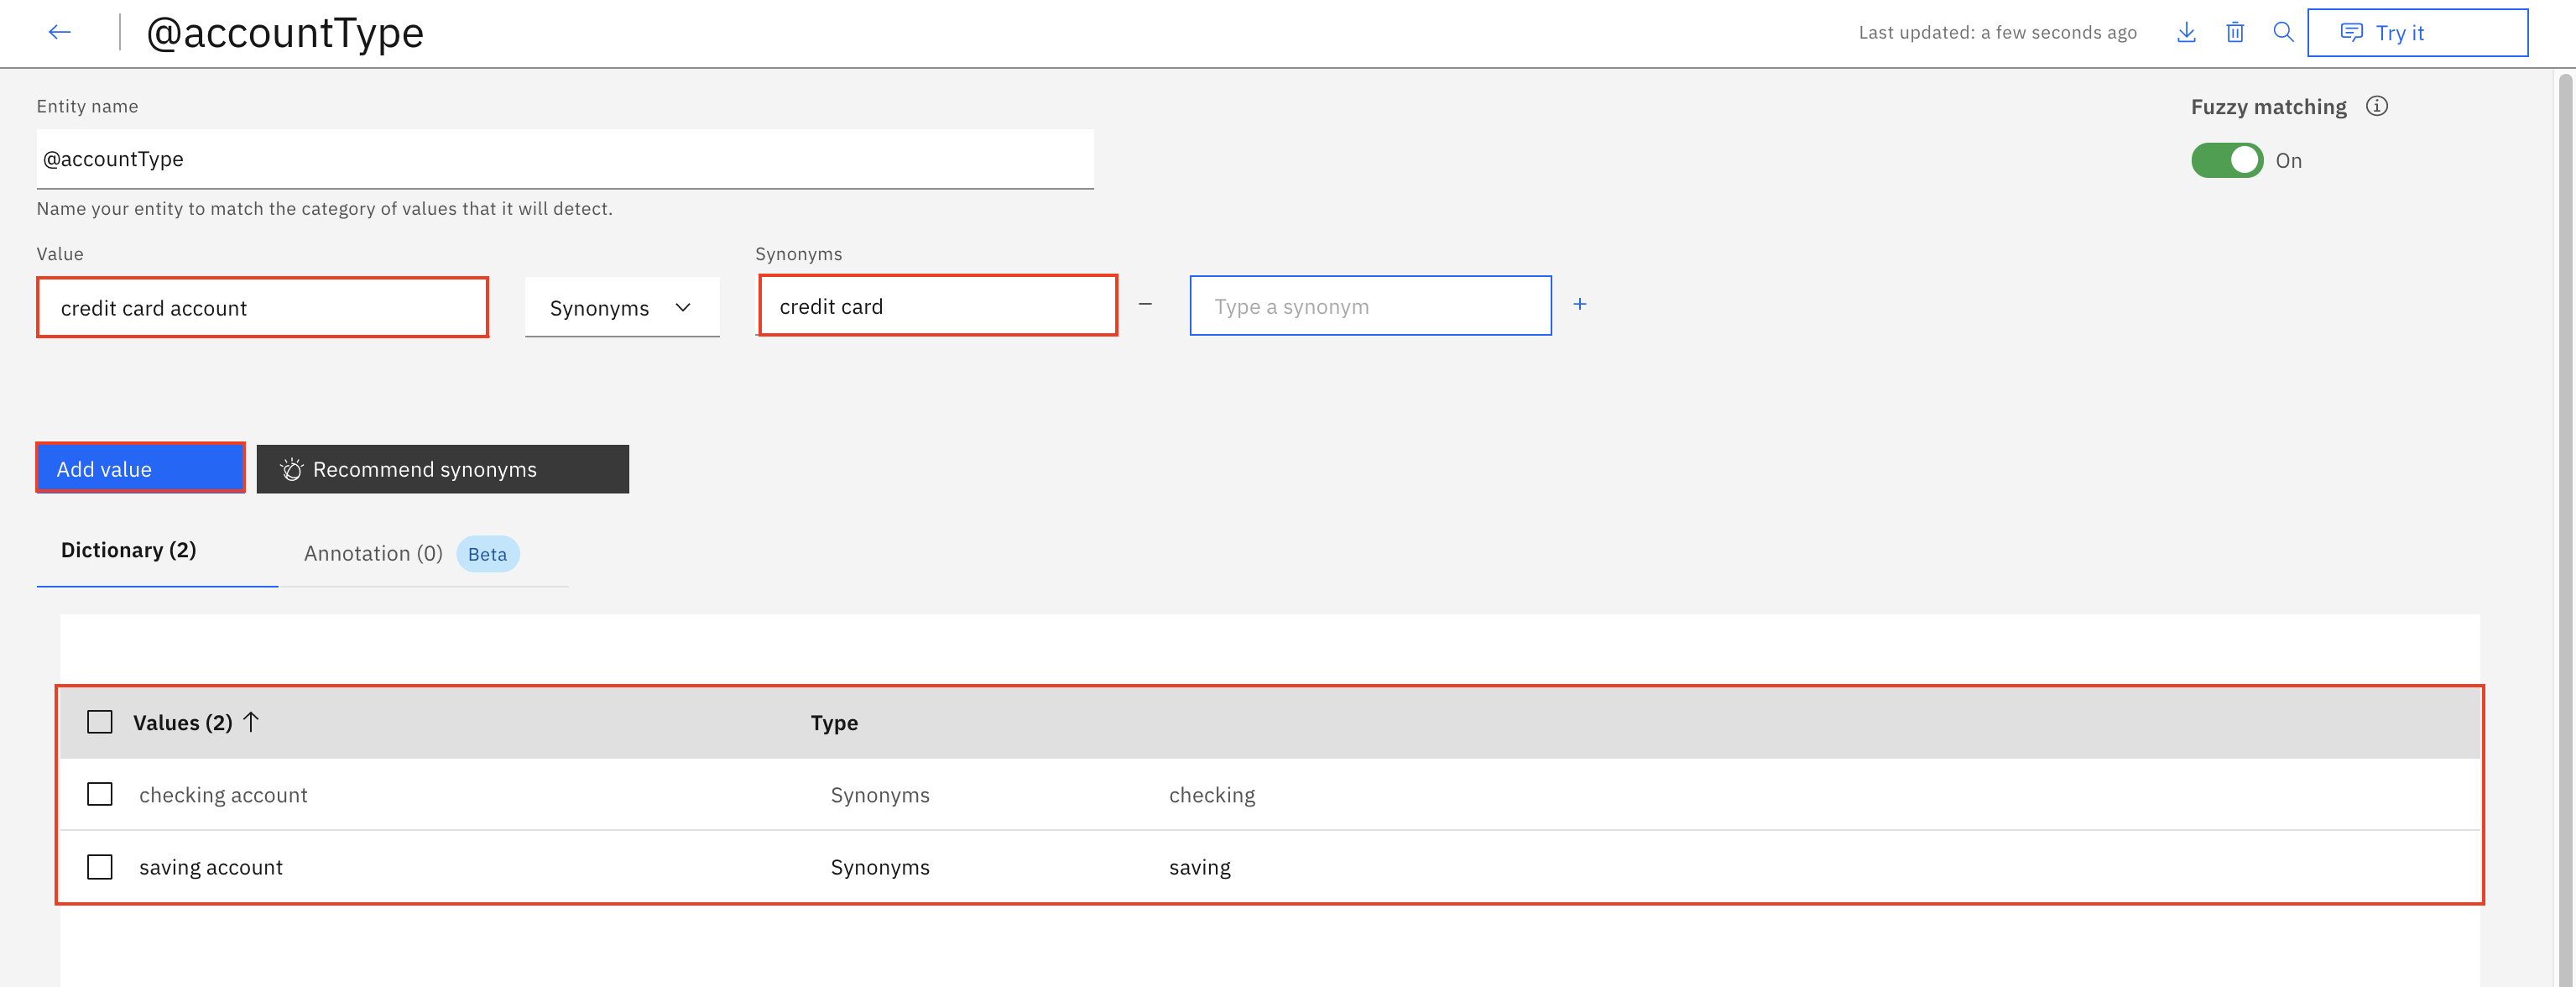 @accountType
Last updated: a few seconds ago
Try it
Entity name
Fuzzy matching
@accountType
On
Name your entity to match the category of values that it will detect.
Value
Synonyms
credit card account
Synonyms
credit card
Type a synonym
Add value
Recommend synonyms
Dictionary (2)
Annotation (0)
Beta
Values (2)
Type
checking account
Synonyms
checking
saving account
Synonyms
saving